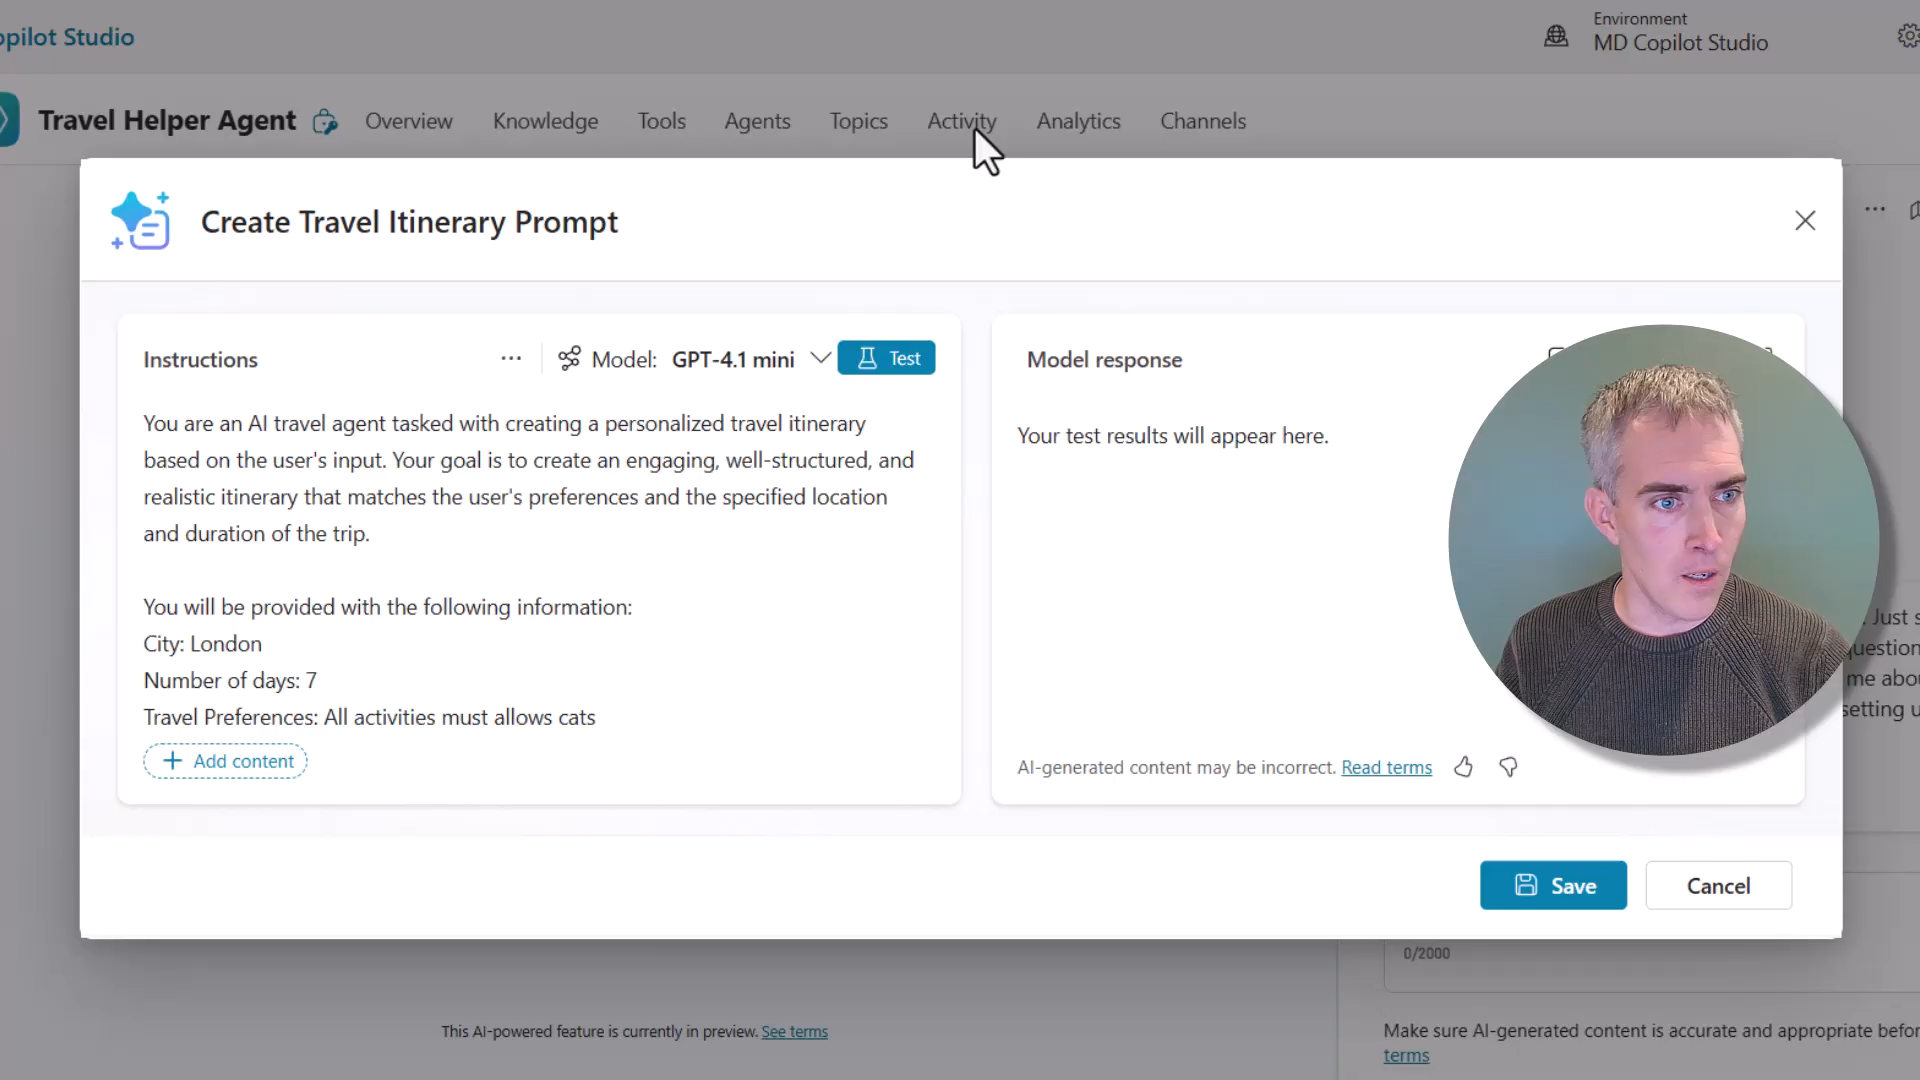 opilot Studio
Environment
MD Copilot Studio
Travel Helper Agent
Overview
Knowledge
Tools
Agents
Topics
Activity
Analytics
Channels
Create Travel Itinerary Prompt
Instructions
Model: GPT-4.1 mini
Test
You are an AI travel agent tasked with creating a personalized travel itinerary
based on the user's input. Your goal is to create an engaging, well-structured, and
realistic itinerary that matches the user's preferences and the specified location
and duration of the trip.
You will be provided with the following information:
City: London
Number of days: 7
Travel Preferences: All activities must allows cats
Add content
Model response
Your test results will appear here.
AI-generated content may be incorrect. Read terms
Just s
question
me abou
setting u
Save
Cancel
0/2000
This AI-powered feature is currently in preview. See terms
Make sure AI-generated content is accurate and appropriate befor
terms